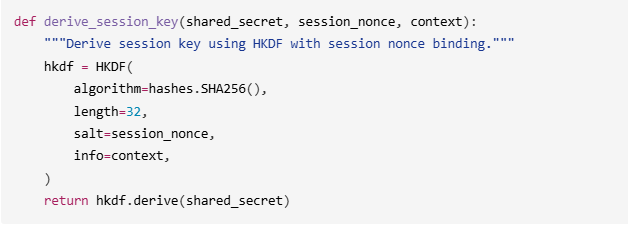 def derive_session_key(shared_secret, session_nonce, context):
    """Derive session key using HKDF with session nonce binding."""
    hkdf = HKDF(
        algorithm=hashes.SHA256(),
        length=32,
        salt=session_nonce,
        info=context,
    )
    return hkdf.derive(shared_secret)